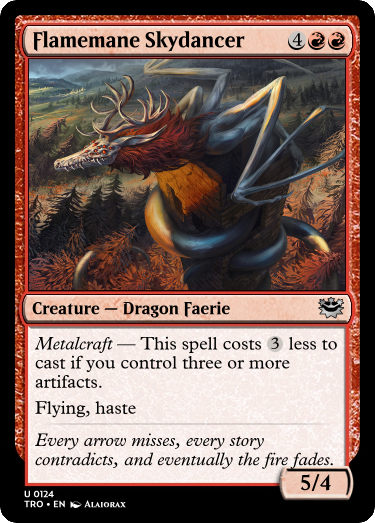 Flamemane Skydancer 4
Creature — Dragon Faerie
Metalcraft — This spell costs 3 less to
cast if you control three or more
artifacts.
Flying, haste
Every arrow misses, every story
contradicts, and eventually the fire fades.
5/4
U 0124
TRO • EN Alaiorax